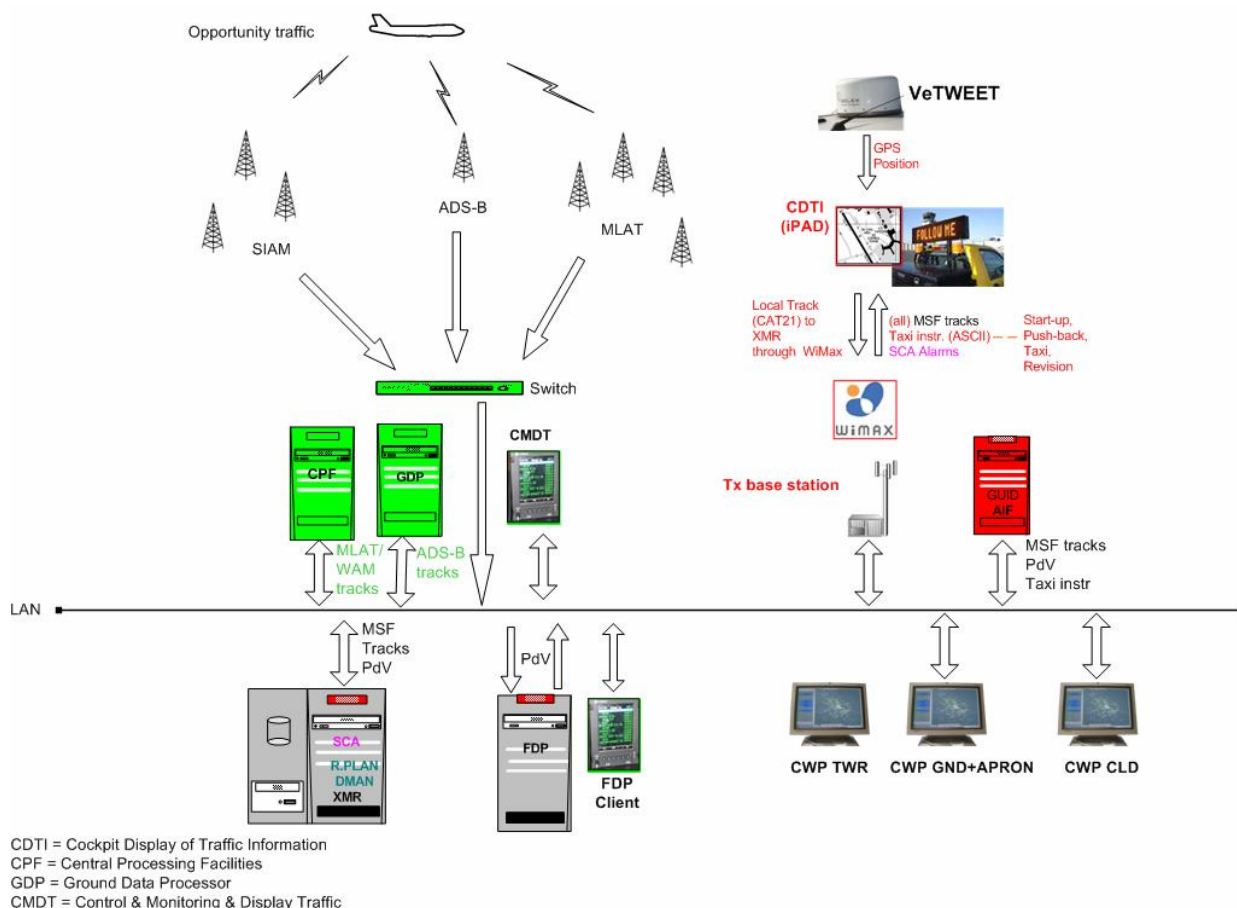 Opportunity traffic
VeTWEET
GPS
Position
ADS-B
MLAT
SIAM
CDTI
(iPAD)
FOLLOW ME
Local Track
(CAT21) to
XMR
through WiMax
(all) MSF tracks
Taxi instr. (ASCII)
SCA Alarms
Start-up,
Push-back,
Taxi,
Revision
Switch
WiMAX
CMDT
CPF
GDP
Tx base station
GUID
AIF
MLAT/
WAM
tracks
ADS-B
tracks
MSF tracks
PdV
Taxi instr
LAN
MSF
Tracks
PdV
PdV
SCA
R.PLAN
DMAN
XMR
FDP
FDP
Client
CWP TWR
CWP GND+APRON
CWP CLD
CDTI = Cockpit Display of Traffic Information
CPF = Central Processing Facilities
GDP = Ground Data Processor
CMDT = Control & Monitoring & Display Traffic